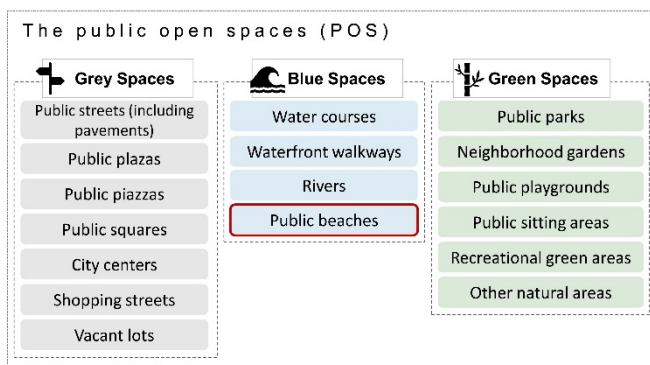 The public open spaces (POS)
Grey Spaces
Public streets (including
pavements)
Public plazas
Public piazzas
Public squares
City centers
Shopping streets
Vacant lots
Blue Spaces
Water courses
Waterfront walkways
Rivers
Public beaches
Green Spaces
Public parks
Neighborhood gardens
Public playgrounds
Public sitting areas
Recreational green areas
Other natural areas